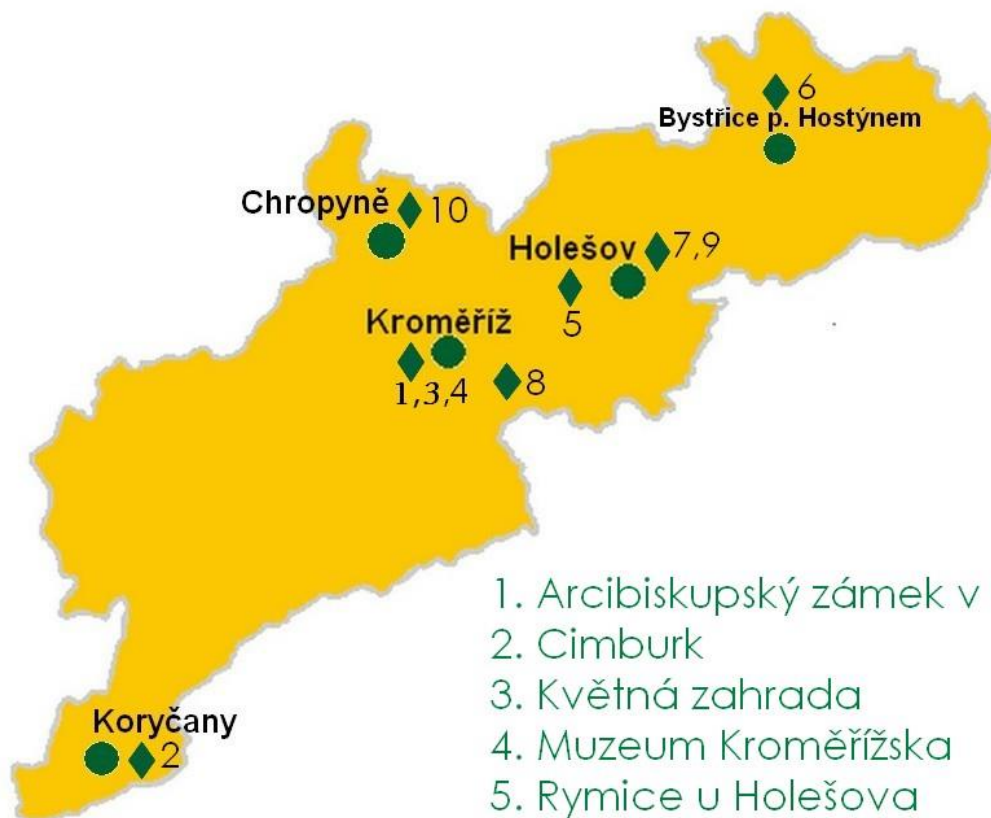 6
Bystřice p. Hostýnem
Chropyně
10
Holešov
7,9
5
Kroměříž
1,3,4
8
Koryčany
2
1. Arcibiskupský zámek v
2. Cimburk
3. Květná zahrada
4. Muzeum Kroměřížska
5. Rymice u Holešova